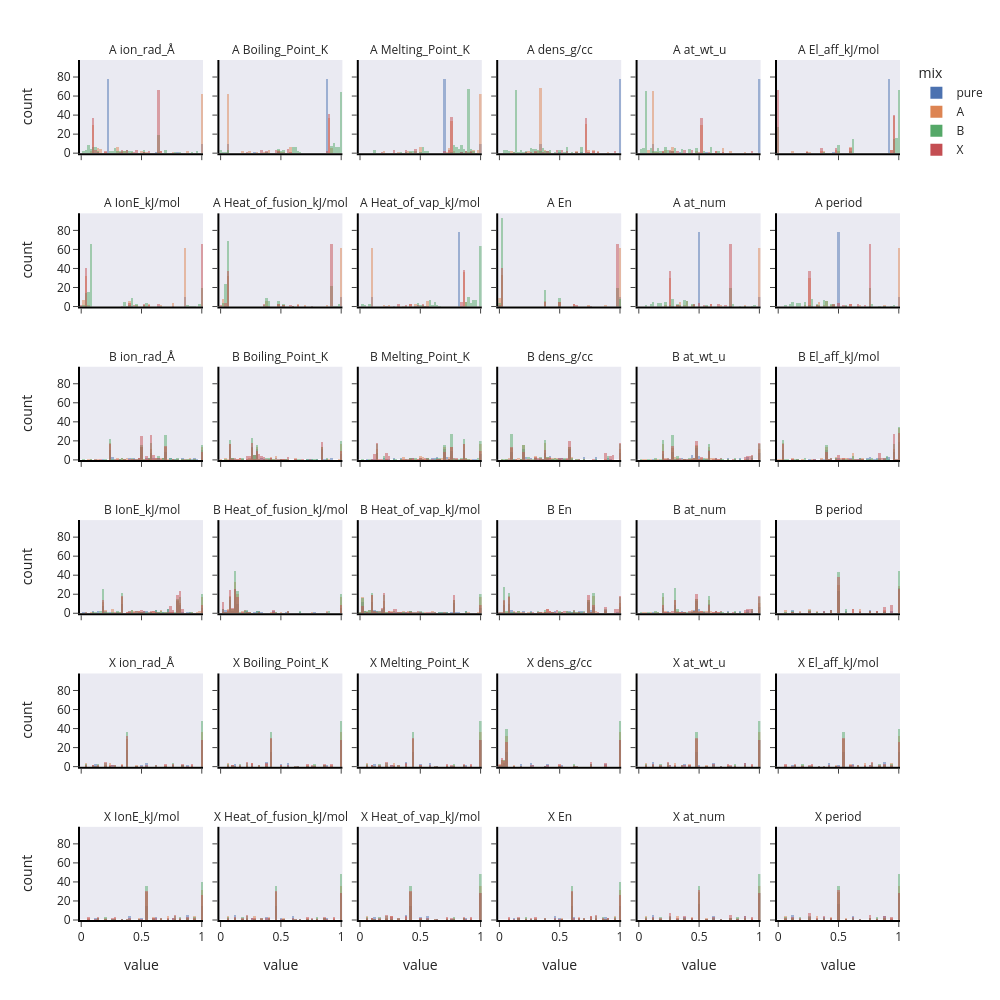 A ion_rad_Å A Boiling_Point_K A Melting_Point_K A dens_g/cc A at_wt_u A El_aff_kJ/mol
mix
pure
A
B
X
80
60
40
20
0
count
A IonE_kJ/mol A Heat_of_fusion_kJ/mol A Heat_of_vap_kJ/mol A En A at_num A period
80
60
40
20
0
count
B ion_rad_Å B Boiling_Point_K B Melting_Point_K B dens_g/cc B at_wt_u B El_aff_kJ/mol
80
60
40
20
0
count
B IonE_kJ/mol B Heat_of_fusion_kJ/mol B Heat_of_vap_kJ/mol B En B at_num B period
80
60
40
20
0
count
X ion_rad_Å X Boiling_Point_K X Melting_Point_K X dens_g/cc X at_wt_u X El_aff_kJ/mol
80
60
40
20
0
count
X IonE_kJ/mol X Heat_of_fusion_kJ/mol X Heat_of_vap_kJ/mol X En X at_num X period
80
60
40
20
0
count
0 0.5 1 0 0.5 1 0 0.5 1 0 0.5 1 0 0.5 1 0 0.5 1
value value value value value value